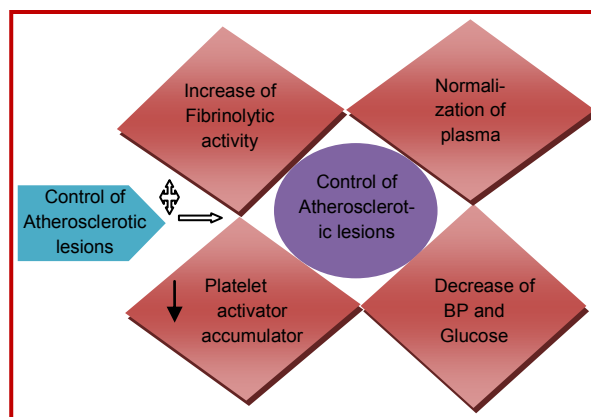 Increase of
Fibrinolytic
activity
Normali-
zation of
plasma
Control of
Atherosclerotic
lesions
Control of
Atherosclerot-
ic lesions
Platelet
activator
accumulator
Decrease of
BP and
Glucose